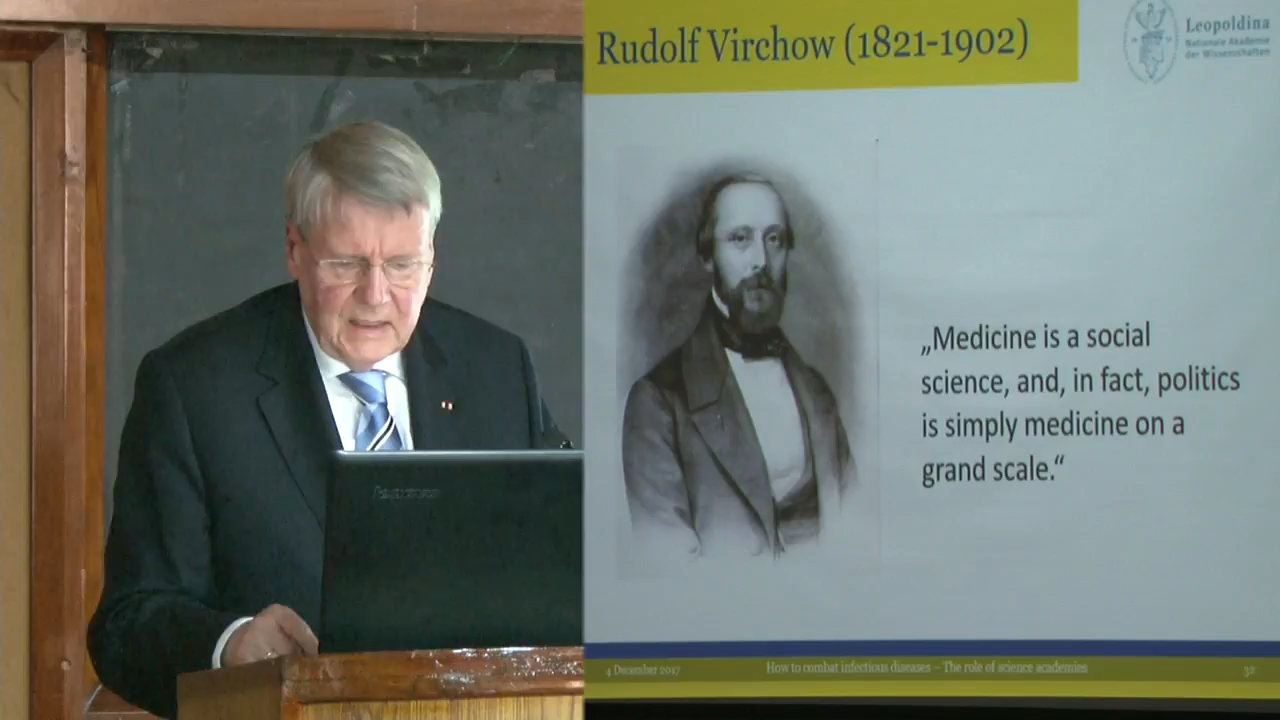 Rudolf Virchow (1821-1902)
Leopoldina
Nationale Akademie
der Wissenschaften
„Medicine is a social
science, and, in fact, politics
is simply medicine on a
grand scale.“
4 December 2017
How to combat infectious diseases – The role of science academies
32